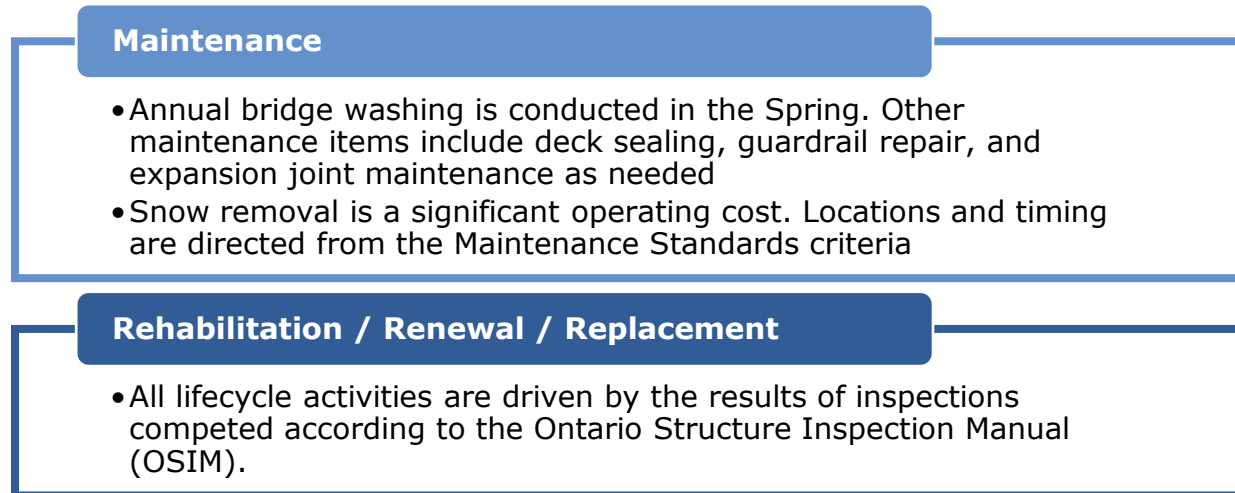 Maintenance
•Annual bridge washing is conducted in the Spring. Other
maintenance items include deck sealing, guardrail repair, and
expansion joint maintenance as needed
•Snow removal is a significant operating cost. Locations and timing
are directed from the Maintenance Standards criteria
Rehabilitation / Renewal / Replacement
•All lifecycle activities are driven by the results of inspections
competed according to the Ontario Structure Inspection Manual
(OSIM).